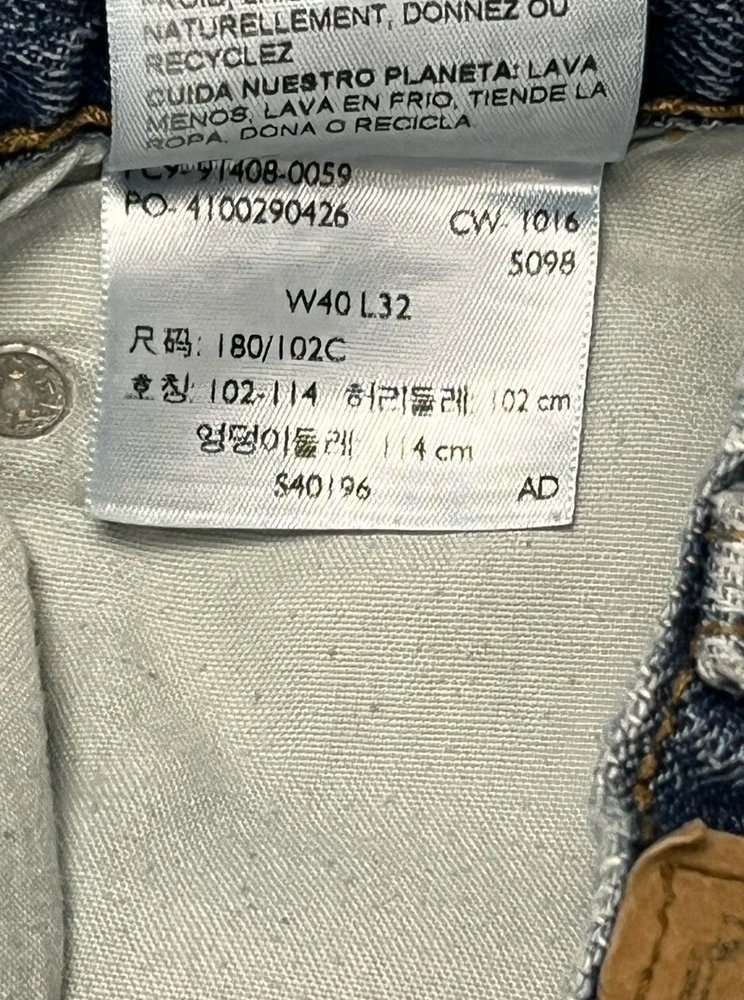 NATURELLEMENT, DONNEZ OU
RECYCLEZ
CUIDA NUESTRO PLANETA: LAVA
MENOS, LAVA EN FRIO, TIENDE LA
ROPA, DONA O RECICLA
91408-0059
PO- 4100290426 CW- 1016
5098
W40 L32
尺码: 180/102C
호칭: 102-114 허리둘레: 102 cm
엉덩이둘레: 114 cm
S40196 AD